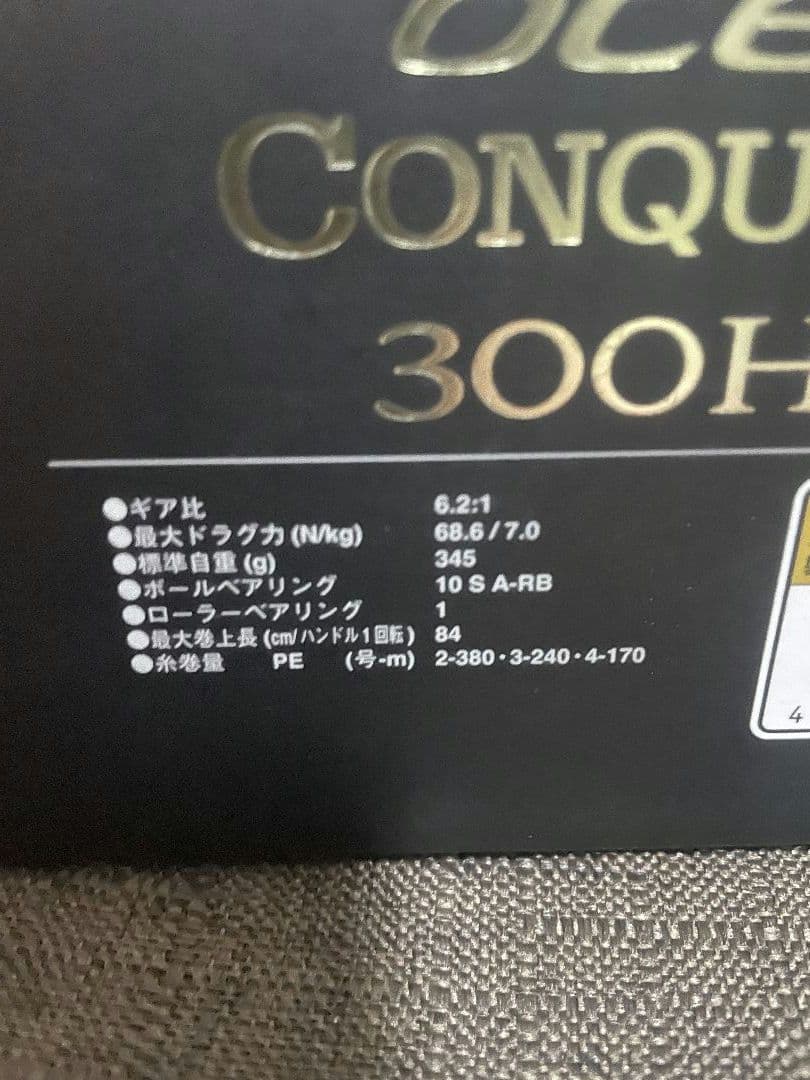 OCE
CONQU
300H
●ギア比 6.2:1
●最大ドラグ力(N/kg) 68.6/7.0
●標準自重(g) 345
●ボールベアリング 10 S A-RB
●ローラーベアリング 1
●最大巻上長(cm/ハンドル1回転) 84
●糸巻量 PE (号-m) 2-380・3-240・4-170
4